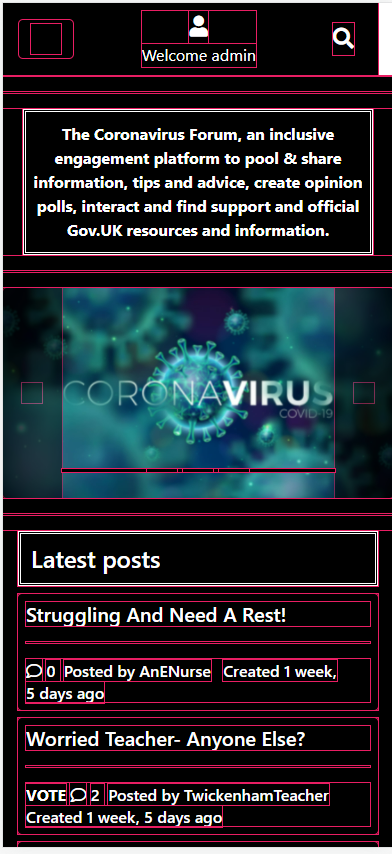 Welcome admin
The Coronavirus Forum, an inclusive
engagement platform to pool & share
information, tips and advice, create opinion
polls, interact and find support and official
Gov.UK resources and information.
CORONAVIRUS
COVID-19
Latest posts
Struggling And Need A Rest!
0 Posted by AnENurse Created 1 week,
5 days ago
Worried Teacher- Anyone Else?
VOTE 2 Posted by TwickenhamTeacher
Created 1 week, 5 days ago